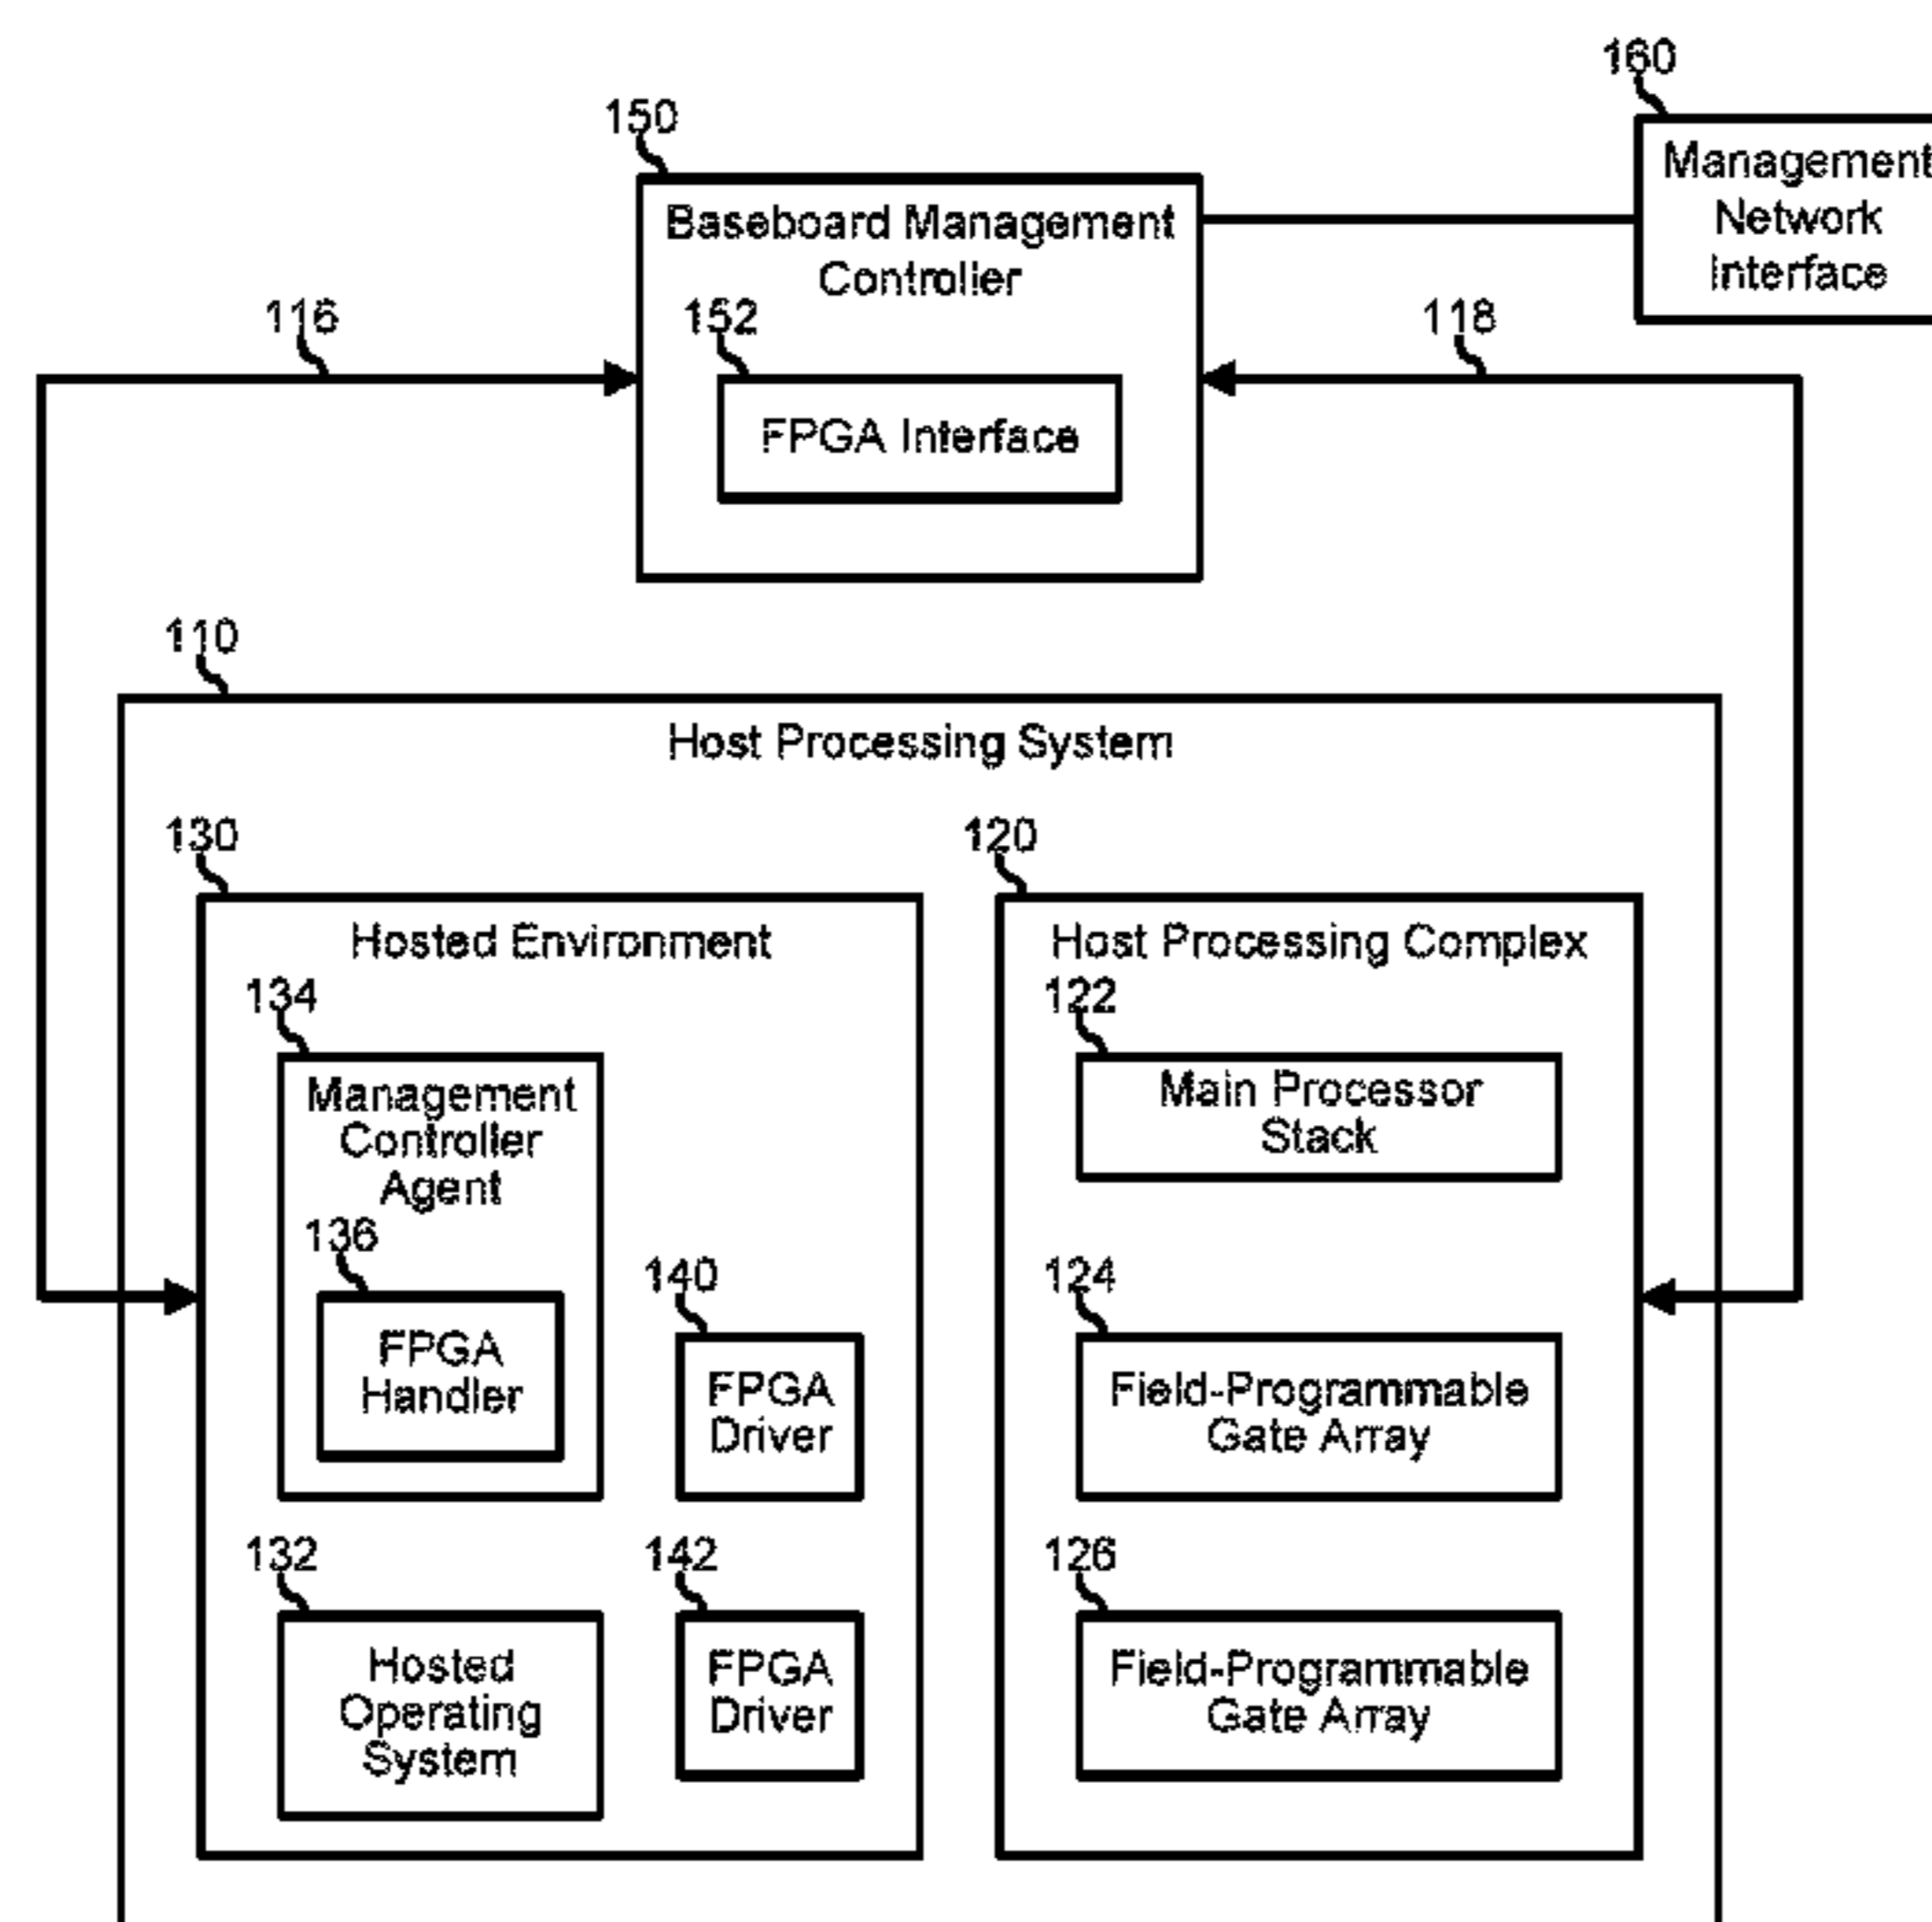 160
Management
Network
Interface
150
Baseboard Management
Controller
152
FPGA Interface
116
118
110
Host Processing System
130
Hosted Environment
134
Management
Controller
Agent
136
FPGA
Handler
140
FPGA
Driver
132
Hosted
Operating
System
142
FPGA
Driver
120
Host Processing Complex
122
Main Processor
Stack
124
Field-Programmable
Gate Array
126
Field-Programmable
Gate Array